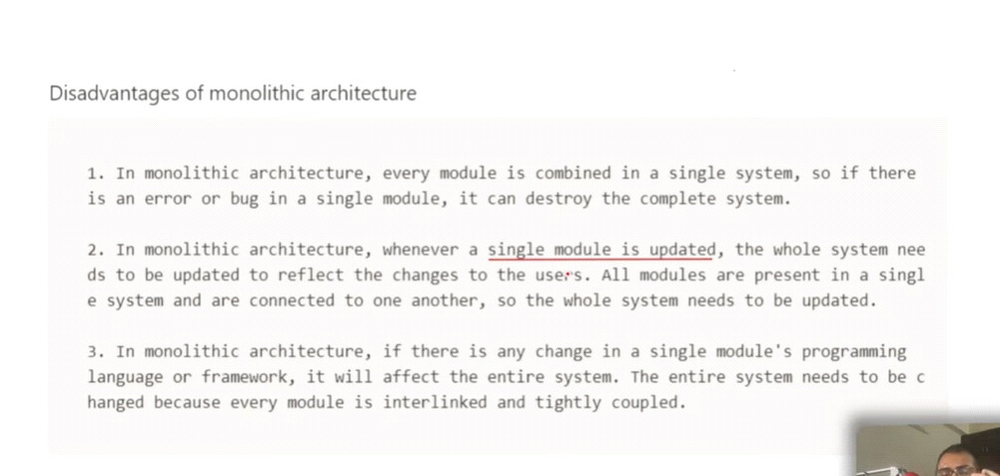 Disadvantages of monolithic architecture
1. In monolithic architecture, every module is combined in a single system, so if there
is an error or bug in a single module, it can destroy the complete system.
2. In monolithic architecture, whenever a single module is updated, the whole system nee
ds to be updated to reflect the changes to the users. All modules are present in a singl
e system and are connected to one another, so the whole system needs to be updated.
3. In monolithic architecture, if there is any change in a single module's programming
language or framework, it will affect the entire system. The entire system needs to be c
hanged because every module is interlinked and tightly coupled.